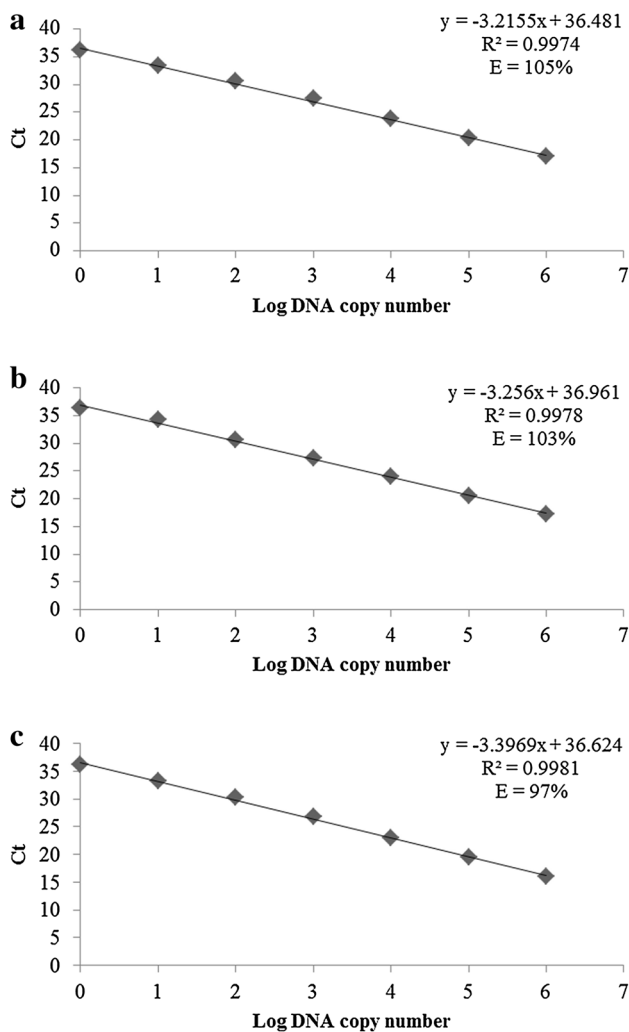 a
y = -3.2155x + 36.481
R² = 0.9974
E = 105%
40
35
30
25
20
15
10
5
0
Ct
0 1 2 3 4 5 6 7
Log DNA copy number
b
y = -3.256x + 36.961
R² = 0.9978
E = 103%
40
35
30
25
20
15
10
5
0
Ct
0 1 2 3 4 5 6 7
Log DNA copy number
c
y = -3.3969x + 36.624
R² = 0.9981
E = 97%
40
35
30
25
20
15
10
5
0
Ct
0 1 2 3 4 5 6 7
Log DNA copy number